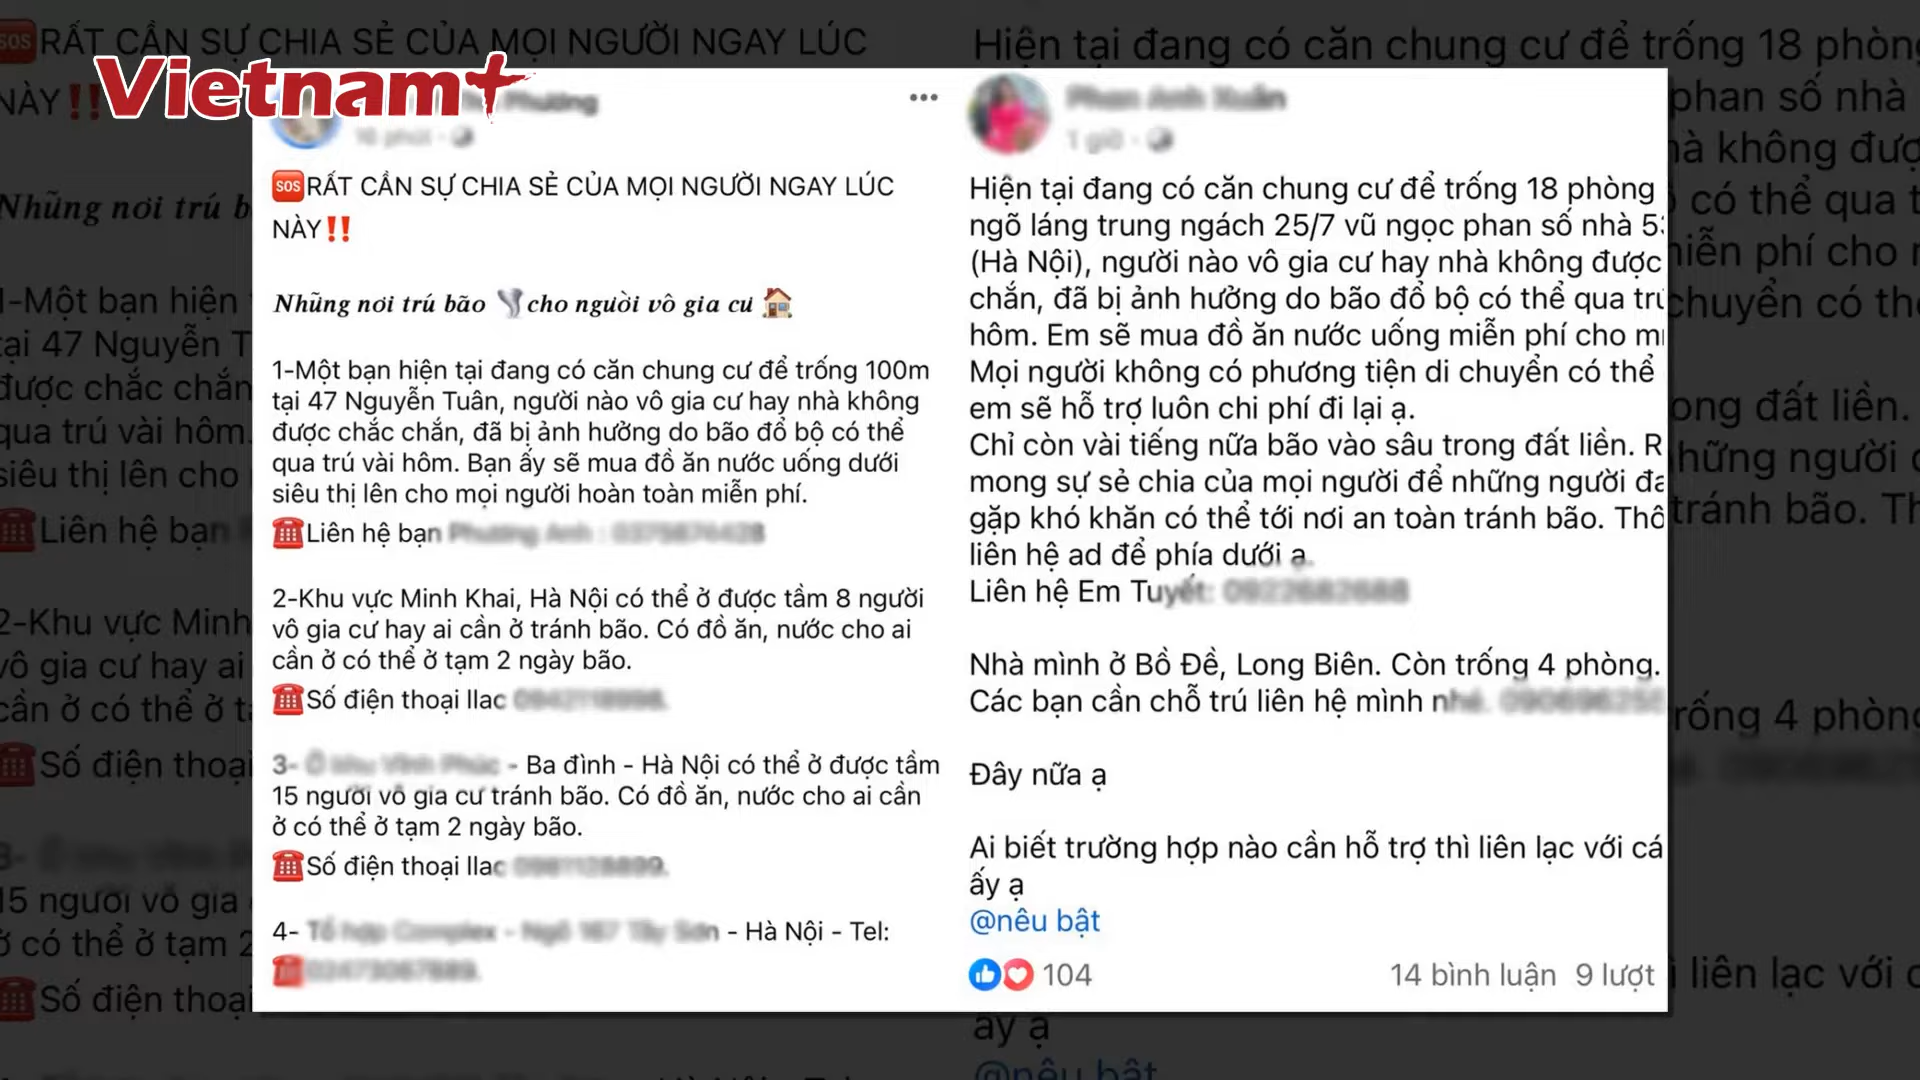 Vietnam+
🆘RẤT CẦN SỰ CHIA SẺ CỦA MỌI NGƯỜI NGAY LÚC
NÀY‼️
Những nơi trú bão 🌪️cho người vô gia cư 🏠
1-Một bạn hiện tại đang có căn chung cư để trống 100m
tại 47 Nguyễn Tuân, người nào vô gia cư hay nhà không
được chắc chắn, đã bị ảnh hưởng do bão đổ bộ có thể
qua trú vài hôm. Bạn ấy sẽ mua đồ ăn nước uống dưới
siêu thị lên cho mọi người hoàn toàn miễn phí.
☎️Liên hệ bạn
2-Khu vực Minh Khai, Hà Nội có thể ở được tầm 8 người
vô gia cư hay ai cần ở tránh bão. Có đồ ăn, nước cho ai
cần ở có thể ở tạm 2 ngày bão.
☎️Số điện thoại llac
3- - Ba đình - Hà Nội có thể ở được tầm
15 người vô gia cư tránh bão. Có đồ ăn, nước cho ai cần
ở có thể ở tạm 2 ngày bão.
☎️Số điện thoại llac
4- - Hà Nội - Tel:
Hiện tại đang có căn chung cư để trống 18 phòng
ngõ láng trung ngách 25/7 vũ ngọc phan số nhà
(Hà Nội), người nào vô gia cư hay nhà không được
chắn, đã bị ảnh hưởng do bão đổ bộ có thể qua
hôm. Em sẽ mua đồ ăn nước uống miễn phí cho
Mọi người không có phương tiện di chuyển có thể
em sẽ hỗ trợ luôn chi phí đi lại ạ.
Chỉ còn vài tiếng nữa bão vào sâu trong đất liền.
mong sự sẻ chia của mọi người để những người
gặp khó khăn có thể tới nơi an toàn tránh bão.
liên hệ ad để phía dưới ạ.
Liên hệ Em Tuyết:
Nhà mình ở Bồ Đề, Long Biên. Còn trống 4 phòng.
Các bạn cần chỗ trú liên hệ mình nhé.
Đây nữa ạ
Ai biết trường hợp nào cần hỗ trợ thì liên lạc với
ấy ạ
@nêu bật
104 14 bình luận 9 lượt